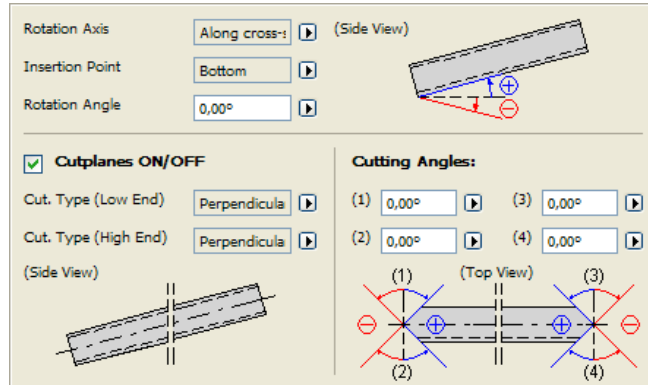 Rotation Axis Along cross-s (Side View)
Insertion Point Bottom
Rotation Angle 0,00°
Cutplanes ON/OFF Cutting Angles:
Cut. Type (Low End) Perpendicula (1) 0,00° (3) 0,00°
Cut. Type (High End) Perpendicula (2) 0,00° (4) 0,00°
(Side View) (1) (Top View) (3)
(2) (4)